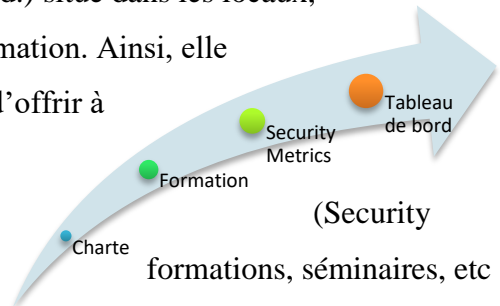 d.) situé dans les locaux,
mation. Ainsi, elle
d’offrir à
Tableau
de bord
Security
Metrics
Formation
Charte
(Security
formations, séminaires, etc